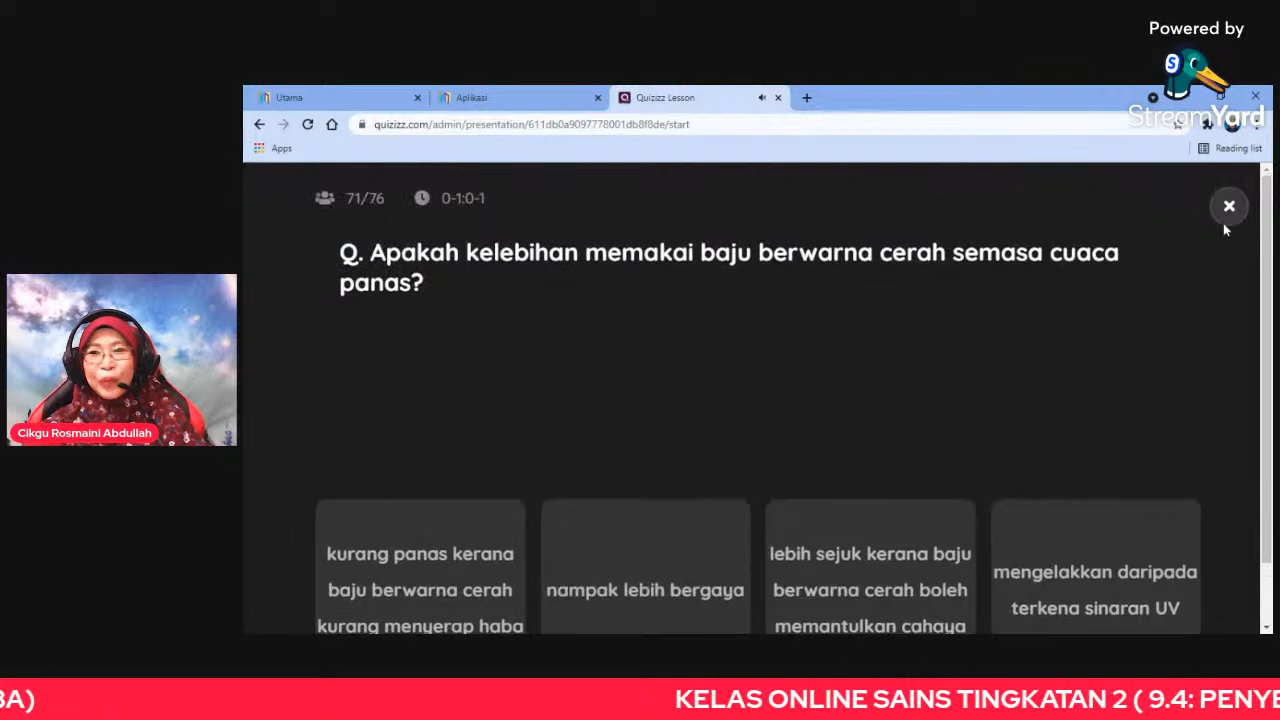 Powered by
S
StreamYard
Utama
Aplikasi
Quizizz Lesson
quizizz.com/admin/presentation/611db0a9097778001db8f8de/start
Apps
Reading list
71/76
0-1:0-1
Q. Apakah kelebihan memakai baju berwarna cerah semasa cuaca
panas?
kurang panas kerana
baju berwarna cerah
kurang menyerap haba
nampak lebih bergaya
lebih sejuk kerana baju
berwarna cerah boleh
memantulkan cahaya
mengelakkan daripada
terkena sinaran UV
Cikgu Rosmaini Abdullah
BA) KELAS ONLINE SAINS TINGKATAN 2 ( 9.4: PENYE